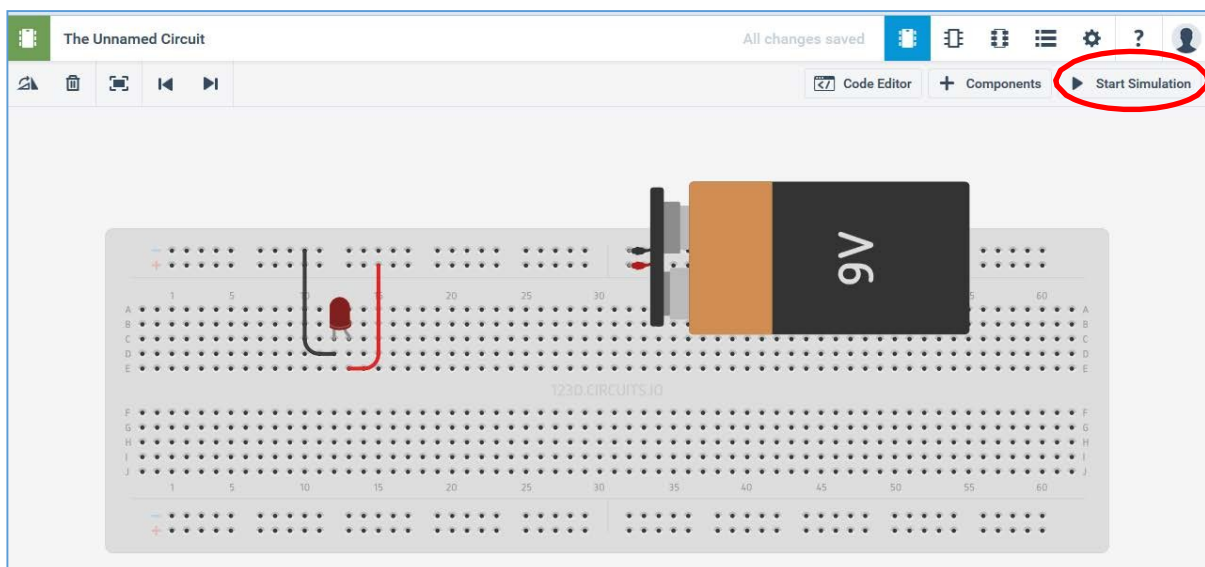 The Unnamed Circuit
All changes saved
?
Code Editor
+ Components
Start Simulation
9V
-
+
1 5 10 15 20 25 30 5 60
A A
B B
C C
D D
E E
123D.CIRCUITS.IO
F F
G G
H H
I I
J J
1 5 10 15 20 25 30 35 40 45 50 55 60
-
+